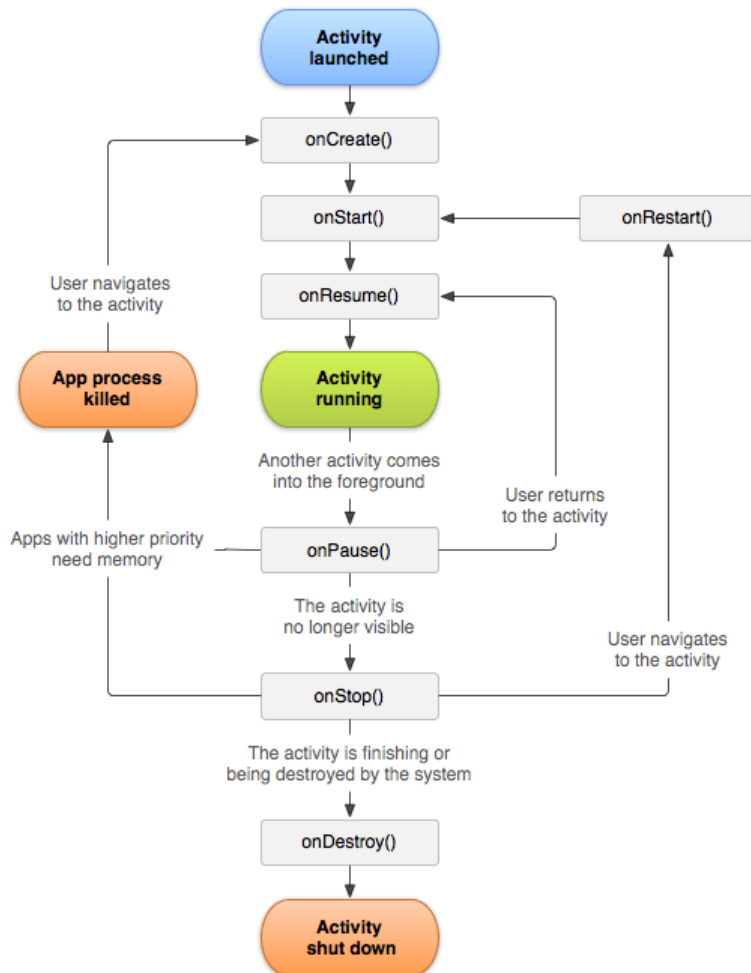 Activity
launched
onCreate()
onStart()
onRestart()
User navigates
to the activity
onResume()
App process
killed
Activity
running
Another activity comes
into the foreground
User returns
to the activity
Apps with higher priority
need memory
onPause()
The activity is
no longer visible
User navigates
to the activity
onStop()
The activity is finishing or
being destroyed by the system
onDestroy()
Activity
shut down